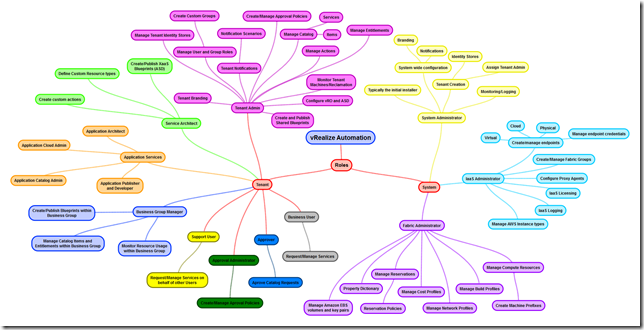 Create Custom Groups
Create/Manage Approval Policies
Services
Manage Tenant Identity Stores
Notification Scenarios
Manage Catalog
Items
Manage Entitlements
Manage User and Group Roles
Manage Actions
Tenant Notifications
Monitor Tenant
Machines/Reclamation
Tenant Branding
Configure vRO and ASD
Tenant Admin
Create and Publish
Shared Blueprints
Create/Publish XaaS
Blueprints (ASD)
Define Custom Resource types
Create custom actions
Service Architect
Branding
Notifications
Identity Stores
System wide configuration
Assign Tenant Admin
Tenant Creation
Typically the initial installer
Monitoring/Logging
System Administrator
vRealize Automation
Roles
Tenant
System
Application Architect
Application Cloud Admin
Application Services
Application Catalog Admin
Application Publisher
and Developer
Cloud
Physical
Virtual
Create/manage endpoints
Manage endpoint credentials
Create/Manage Fabric Groups
IaaS Administrator
Configure Proxy Agents
IaaS Licensing
IaaS Logging
Manage AWS Instance types
Create/Publish Blueprints within
Business Group
Business Group Manager
Manage Catalog Items and
Entitlements within Business Group
Monitor Resource Usage
within Business Group
Support User
Request/Manage Services on
behalf of other Users
Approval Administrator
Create/Manage Approval Policies
Approver
Approve Catalog Requests
Business User
Request/Manage Services
Fabric Administrator
Manage Reservations
Property Dictionary
Manage Cost Profiles
Manage Compute Resources
Manage Build Profiles
Manage Amazon EBS
volumes and key pairs
Reservation Policies
Manage Network Profiles
Create Machine Prefixes